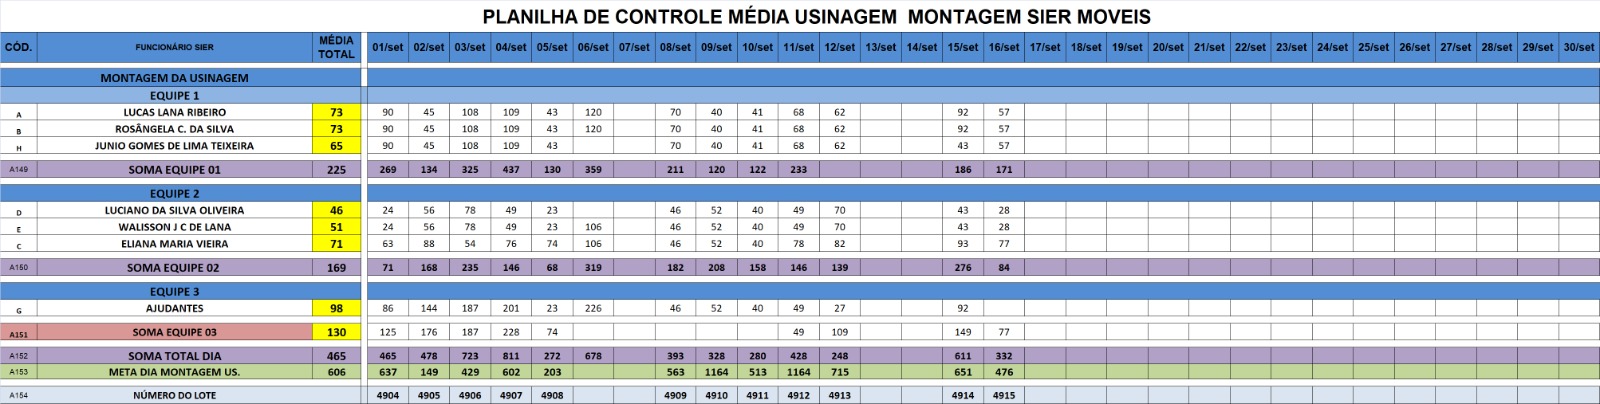 PLANILHA DE CONTROLE MÉDIA USINAGEM  MONTAGEM SIER MOVEIS
CÓD. FUNCIONÁRIO SIER MÉDIA TOTAL 01/set 02/set 03/set 04/set 05/set 06/set 07/set 08/set 09/set 10/set 11/set 12/set 13/set 14/set 15/set 16/set 17/set 18/set 19/set 20/set 21/set 22/set 23/set 24/set 25/set 26/set 27/set 28/set 29/set 30/set
MONTAGEM DA USINAGEM
EQUIPE 1
A LUCAS LANA RIBEIRO 73 90 45 108 109 43 120 70 40 41 68 62 92 57
B ROSÂNGELA C. DA SILVA 73 90 45 108 109 43 120 70 40 41 68 62 92 57
H JUNIO GOMES DE LIMA TEIXEIRA 65 90 45 108 109 43 70 40 41 68 62 43 57
A149 SOMA EQUIPE 01 225 269 134 325 437 130 359 211 120 122 233 186 171
EQUIPE 2
D LUCIANO DA SILVA OLIVEIRA 46 24 56 78 49 23 46 52 40 49 70 43 28
E WALISSON J C DE LANA 51 24 56 78 49 23 106 46 52 40 49 70 43 28
C ELIANA MARIA VIEIRA 71 63 88 54 76 74 106 46 52 40 78 82 93 77
A150 SOMA EQUIPE 02 169 71 168 235 146 68 319 182 208 158 146 139 276 84
EQUIPE 3
G AJUDANTES 98 86 144 187 201 23 226 46 52 40 49 27 92
A151 SOMA EQUIPE 03 130 125 176 187 228 74 49 109 149 77
A152 SOMA TOTAL DIA 465 465 478 723 811 272 678 393 328 280 428 248 611 332
A153 META DIA MONTAGEM US. 606 637 149 429 602 203 563 1164 513 1164 715 651 476
A154 NÚMERO DO LOTE 4904 4905 4906 4907 4908 4909 4910 4911 4912 4913 4914 4915